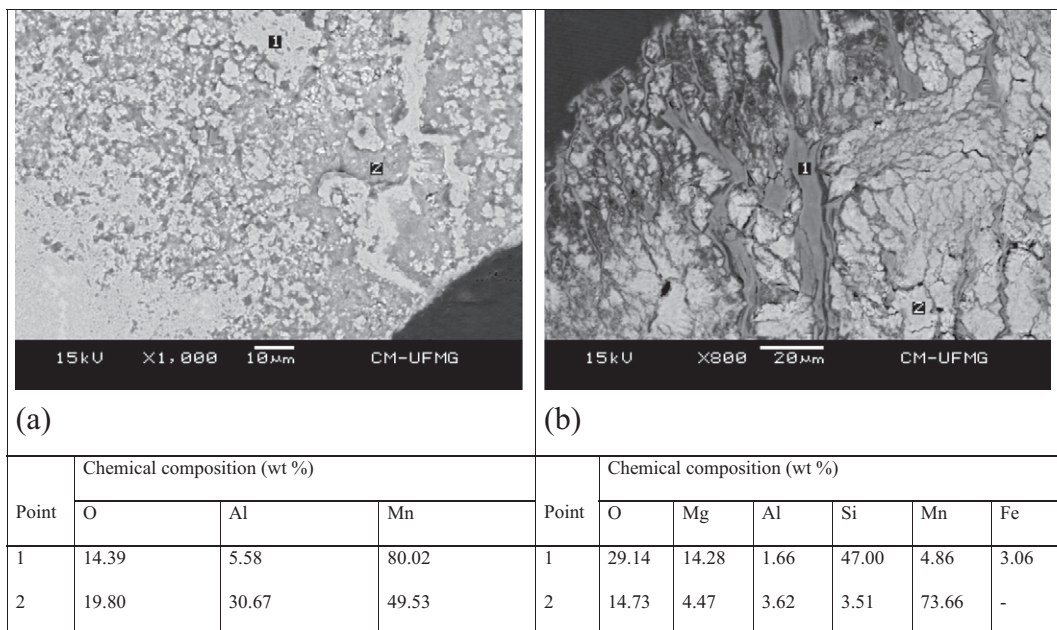 1
2
15kV X1,000 10µm CM-UFMG
(a)
1
2
15kV X800 20µm CM-UFMG
(b)
Chemical composition (wt %)
Point O Al Mn
1 14.39 5.58 80.02
2 19.80 30.67 49.53
Chemical composition (wt %)
Point O Mg Al Si Mn Fe
1 29.14 14.28 1.66 47.00 4.86 3.06
2 14.73 4.47 3.62 3.51 73.66 -